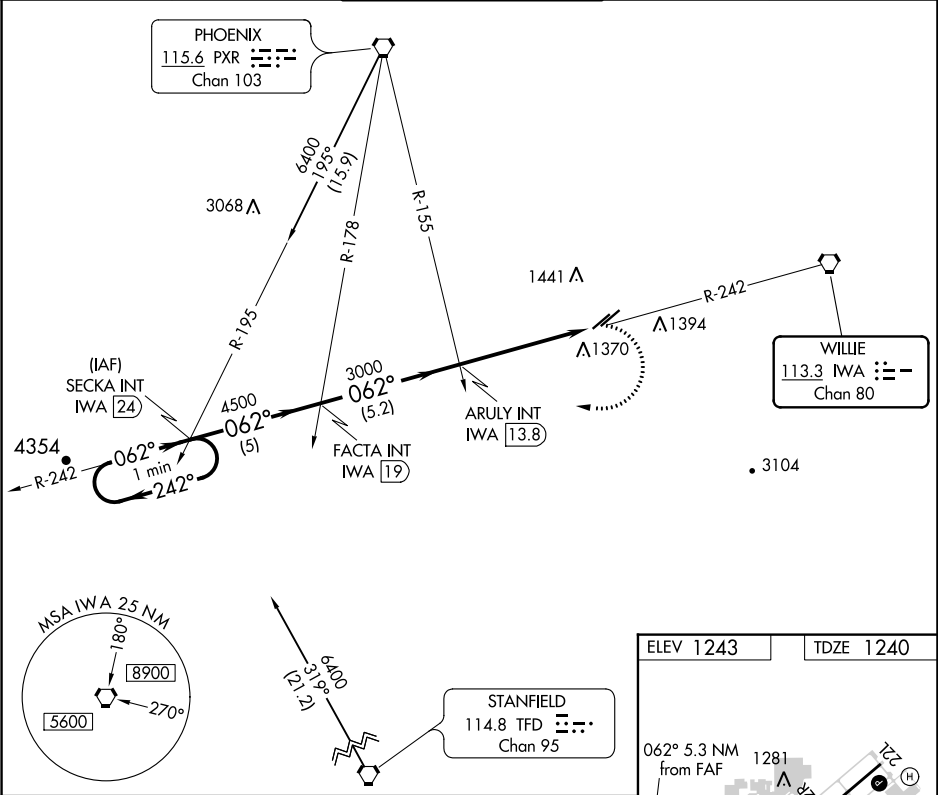 PHOENIX
115.6 PXR
Chan 103
6400
195°
(15.9)
3068
R-178
R-155
R-195
1441
R-242
1394
1370
WILLIE
113.3 IWA
Chan 80
(IAF)
SECKA INT
IWA 24
4500
062°
(5)
3000
062°
(5.2)
ARULY INT
IWA 13.8
FACTA INT
IWA 19
4354
R-242
062°
1 min
242°
3104
MSA IWA 25 NM
180°
8900
270°
5600
6400
319°
(21.2)
STANFIELD
114.8 TFD
Chan 95
ELEV 1243
TDZE 1240
062° 5.3 NM
from FAF
1281
22L
P
H